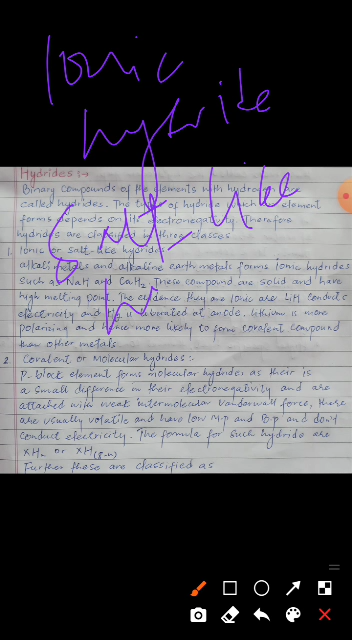 Ionic
hydride
Salt-like
Hydrides :→
Binary compounds of the elements with hydrogen are
called hydrides. The type of hydride which an element
forms depends on its electronegativity. Therefore
hydrides are classified in three classes
1. Ionic or Salt-like hydrides
alkali metals and alkaline earth metals forms ionic hydrides
such as NaH and CaH2. These compound are solid and have
high melting point. The evidence they are ionic are LiH conducts
electricity and H2 is liberated at anode. Lithium is more
polarizing and hence more likely to form covalent compound
than other metals.
2. Covalent or Molecular hydrides :-
P-block element forms molecular hydrides as their is
a small difference in their electronegativity and are
attached with weak intermolecular Vanderwall force, these
are usually volatile and have low M·p and B·p and don't
conduct electricity. The formula for such hydride are
XHn or XH(8-n)
Further these are classified as